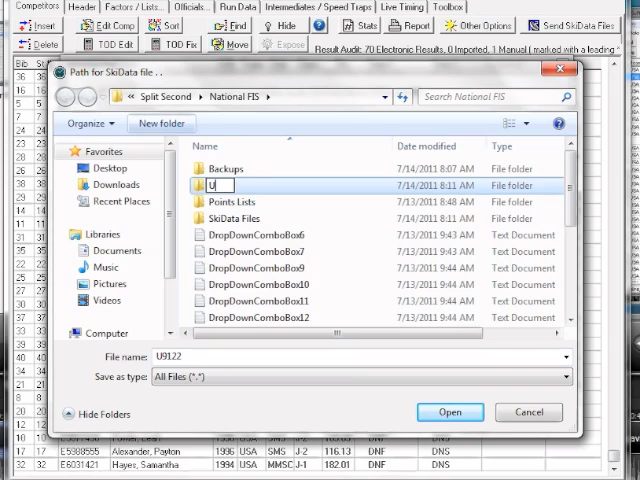 Competitors Header Factors / Lists... Officials... Run Data Intermediates / Speed Traps Live Timing Toolbox
Insert Edit Comp Sort Find Hide Stats Report Other Options Send SkiData Files
Delete TOD Edit TOD Fix Move Expose Result Audit: 70 Electronic Results, 0 Imported, 1 Manual ( marked with a leading
Bib St
Path for SkiData file . .
« Split Second National FIS Search National FIS
Organize New folder
Favorites
Desktop
Downloads
Recent Places
Libraries
Documents
Music
Pictures
Videos
Computer
Name Date modified Type
Backups 7/14/2011 8:07 AM File folder
U 7/14/2011 8:11 AM File folder
Points Lists 7/13/2011 8:48 AM File folder
SkiData Files 7/14/2011 8:11 AM File folder
DropDownComboBox6 7/13/2011 9:43 AM Text Document
DropDownComboBox7 7/13/2011 9:43 AM Text Document
DropDownComboBox9 7/13/2011 9:44 AM Text Document
DropDownComboBox10 7/13/2011 9:44 AM Text Document
DropDownComboBox11 7/13/2011 9:44 AM Text Document
DropDownComboBox12 7/13/2011 9:44 AM Text Document
File name: U9122
Save as type: All Files (*.*)
Hide Folders Open Cancel
17 17 E5988555 Alexander, Payton 1996 USA SMS J-2 116.13 DNF DNS
32 32 E6031421 Hayes, Samantha 1994 USA MMSC J-1 182.01 DNF DNS